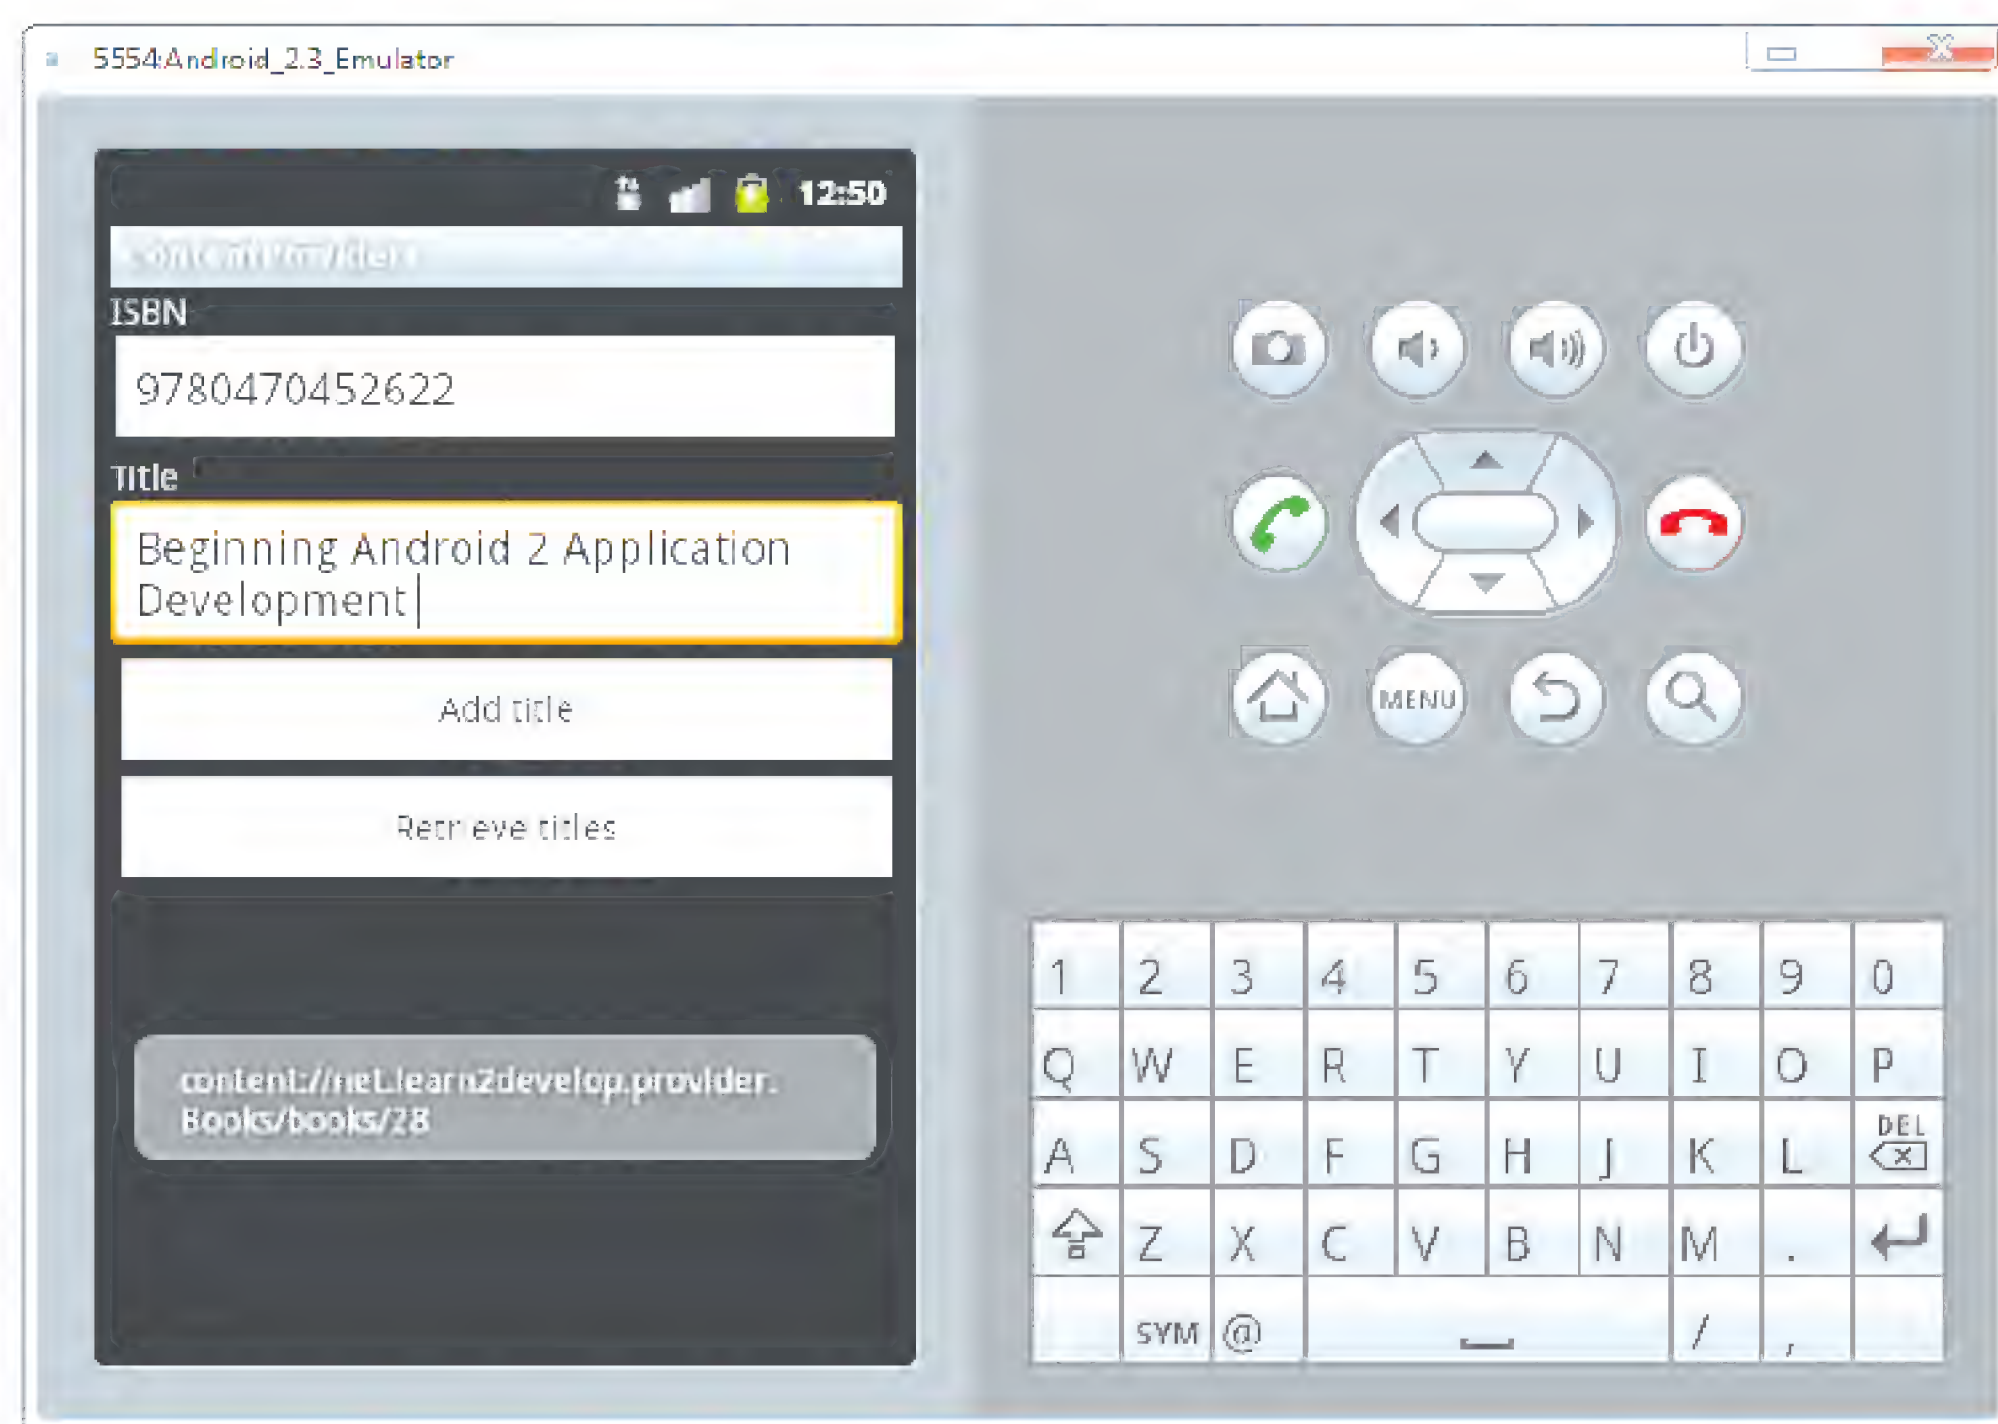 5554:Android_2.3_Emulator
12:50
ContentProviders
ISBN
9780470452622
Title
Beginning Android 2 Application
Development
Add title
Retrieve titles
content://net.learn2develop.provider.
Books/books/28
MENU
1 2 3 4 5 6 7 8 9 0
Q W E R T Y U I O P
A S D F G H J K L DEL
Z X C V B N M .
SYM @ / ,